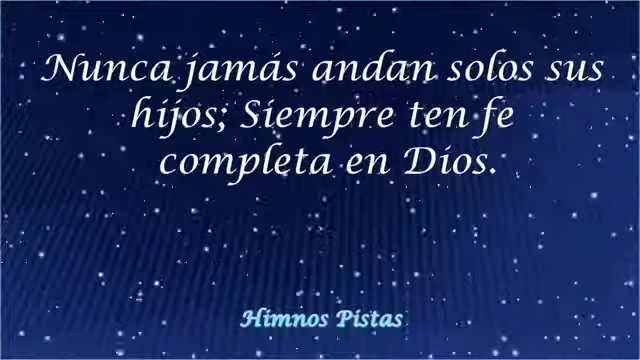 Nunca jamás andan solos sus
hijos; Siempre ten fe
completa en Dios.
Himnos Pistas